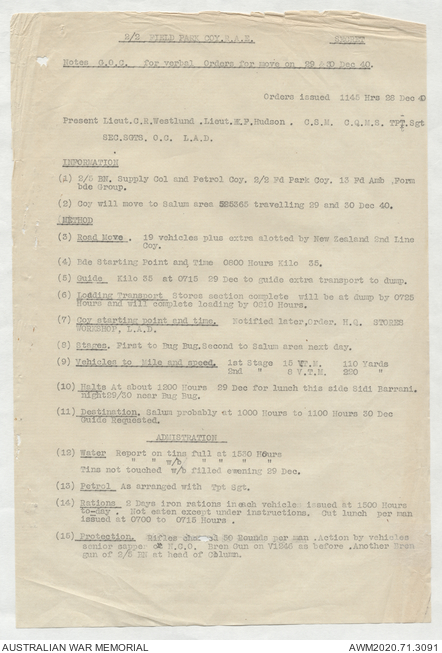 2/2 FIELD PARK COY.R.A.E. SECRET
Notes G.O.C. for verbal Orders for move on 29 &30 Dec 40.
Orders issued 1145 Hrs 28 Dec 40
Present Lieut.C.E.Westlund .Lieut.K.F.Hudson . C.S.M. C.Q.M.S. TPT.Sgt
SEC.SGTS. O.C. L.A.D.
INFORMATION
(1) 2/5 BN. Supply Col and Petrol Coy. 2/2 Fd Park Coy. 13 Fd Amb .Form
bde Group.
(2) Coy will move to Salum area 525365 travelling 29 and 30 Dec 40.
METHOD
(3) Road Move . 19 vehicles plus extra slotted by New Zealand 2nd Line
Coy.
(4) Bde Starting Point and Time 0800 Hours Kilo 35.
(5) Guide Kilo 35 at 0715 29 Dec to guide extra transport to dump.
(6) Loading Transport Stores section complete will be at dump by 0725
Hours and will complete loading by 0810 Hours.
(7) Coy starting point and time. Notified later,Order. H.Q. STORES
WORKSHOP. L.A.D.
(8) Stages. First to Bug Bug.Second to Salum area next day.
(9) Vehicles to Mile and speed. 1st Stage 15 V.T.M. 110 Yards
2nd " 8 V.T.M. 220 "
(10) Halts At about 1200 Hours 29 Dec for lunch this side Sidi Barrani.
night29/30 near Bug Bug.
(11) Destination. Salum probably at 1000 Hours to 1100 Hours 30 Dec
Guide Requested.
ADMISTRATION
(12) Water Report on tins full at 1530 Hours
" " w/b " " " "
Tins not touched w/b filled evening 29 Dec.
(13) Petrol As arranged with Tpt Sgt.
(14) Rations 2 Days iron rations ineach vehicles issued at 1500 Hours
to-day . Not eaten except under instructions. Cut lunch per man
issued at 0700 to 0715 Hours .
(15) Protection. Rifles 50 Rounds per man .Action by vehicles
senior sapper or N.C.O. Bren Gun on V1246 as before .Another Bren
gun of 2/5 BN at head of Column.
AUSTRALIAN WAR MEMORIAL AWM2020.71.3091